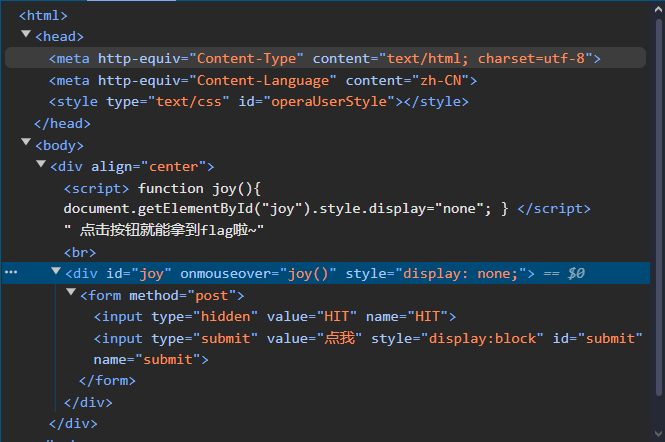 <html>
<head>
<meta http-equiv="Content-Type" content="text/html; charset=utf-8">
<meta http-equiv="Content-Language" content="zh-CN">
<style type="text/css" id="operaUserStyle"></style>
</head>
<body>
<div align="center">
<script> function joy(){
document.getElementById("joy").style.display="none"; } </script>
" 点击按钮就能拿到flag啦~"
<br>
<div id="joy" onmouseover="joy()" style="display: none;"> == $0
<form method="post">
<input type="hidden" value="HIT" name="HIT">
<input type="submit" value="点我" style="display:block" id="submit"
name="submit">
</form>
</div>
</div>